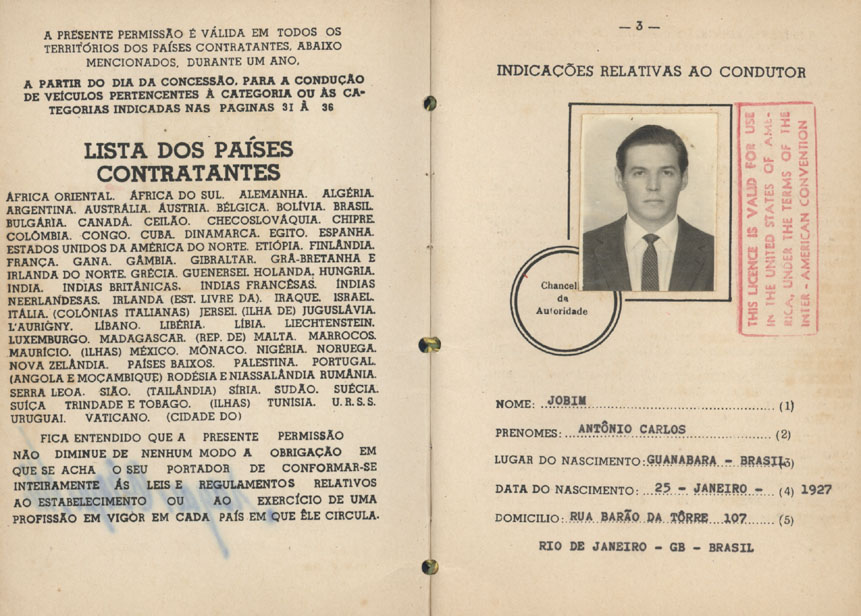 A PRESENTE PERMISSÃO É VÁLIDA EM TODOS OS
TERRITÓRIOS DOS PAÍSES CONTRATANTES, ABAIXO
MENCIONADOS, DURANTE UM ANO,
A PARTIR DO DIA DA CONCESSÃO, PARA A CONDUÇÃO
DE VEÍCULOS PERTENCENTES À CATEGORIA OU ÀS CA-
TEGORIAS INDICADAS NAS PAGINAS 31 À 36
LISTA DOS PAÍSES
CONTRATANTES
ÁFRICA ORIENTAL. ÁFRICA DO SUL. ALEMANHA. ALGÉRIA.
ARGENTINA. AUSTRÁLIA. ÁUSTRIA. BÉLGICA. BOLÍVIA. BRASIL.
BULGÁRIA. CANADÁ. CEILÃO. CHECOSLOVÁQUIA. CHIPRE.
COLÔMBIA. CONGO. CUBA. DINAMARCA. EGITO. ESPANHA.
ESTADOS UNIDOS DA AMÉRICA DO NORTE. ETIÓPIA. FINLÂNDIA.
FRANÇA. GANA. GÂMBIA. GIBRALTAR. GRÃ-BRETANHA E
IRLANDA DO NORTE. GRÉCIA. GUENERSEI. HOLANDA. HUNGRIA.
ÍNDIA. INDIAS BRITÂNICAS. INDIAS FRANCÊSAS. ÍNDIAS
NEERLANDESAS. IRLANDA (EST. LIVRE DA). IRAQUE. ISRAEL.
ITÁLIA. (COLÔNIAS ITALIANAS) JERSEI. (ILHA DE) JUGUSLÁVIA.
L'AURIGNY. LÍBANO. LIBÉRIA. LÍBIA. LIECHTENSTEIN.
LUXEMBURGO. MADAGASCAR. (REP. DE) MALTA. MARROCOS.
MAURÍCIO. (ILHAS) MÉXICO. MÔNACO. NIGÉRIA. NORUEGA.
NOVA ZELÂNDIA. PAÍSES BAIXOS. PALESTINA. PORTUGAL.
(ANGOLA E MOÇAMBIQUE) RODÉSIA E NIASSALÂNDIA RUMÂNIA.
SERRA LEOA. SIÃO. (TAILÂNDIA) SÍRIA. SUDÃO. SUÉCIA.
SUÍÇA TRINDADE E TOBAGO. (ILHAS) TUNISIA. U.R.S.S.
URUGUAI. VATICANO. (CIDADE DO)
FICA ENTENDIDO QUE A PRESENTE PERMISSÃO
NÃO DIMINUE DE NENHUM MODO A OBRIGAÇÃO EM
QUE SE ACHA O SEU PORTADOR DE CONFORMAR-SE
INTEIRAMENTE ÁS LEIS E REGULAMENTOS RELATIVOS
AO ESTABELECIMENTO OU AO EXERCÍCIO DE UMA
PROFISSÃO EM VIGOR EM CADA PAÍS EM QUE ÊLE CIRCULA.
— 3 —
INDICAÇÕES RELATIVAS AO CONDUTOR
THIS LICENCE IS VALID FOR USE
IN THE UNITED STATES OF AME-
RICA, UNDER THE TERMS OF THE
INTER - AMERICAN CONVENTION
Chancel
da
Autoridade
NOME: JOBIM (1)
PRENOMES: ANTÔNIO CARLOS (2)
LUGAR DO NASCIMENTO: GUANABARA - BRASIL (3)
DATA DO NASCIMENTO: 25 - JANEIRO - (4) 1927
DOMICILIO: RUA BARÃO DA TÔRRE 107 (5)
RIO DE JANEIRO - GB - BRASIL